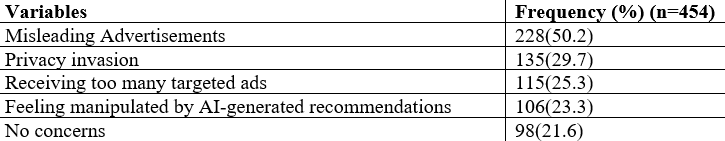 Variables Frequency (%) (n=454)
Misleading Advertisements 228(50.2)
Privacy invasion 135(29.7)
Receiving too many targeted ads 115(25.3)
Feeling manipulated by AI-generated recommendations 106(23.3)
No concerns 98(21.6)